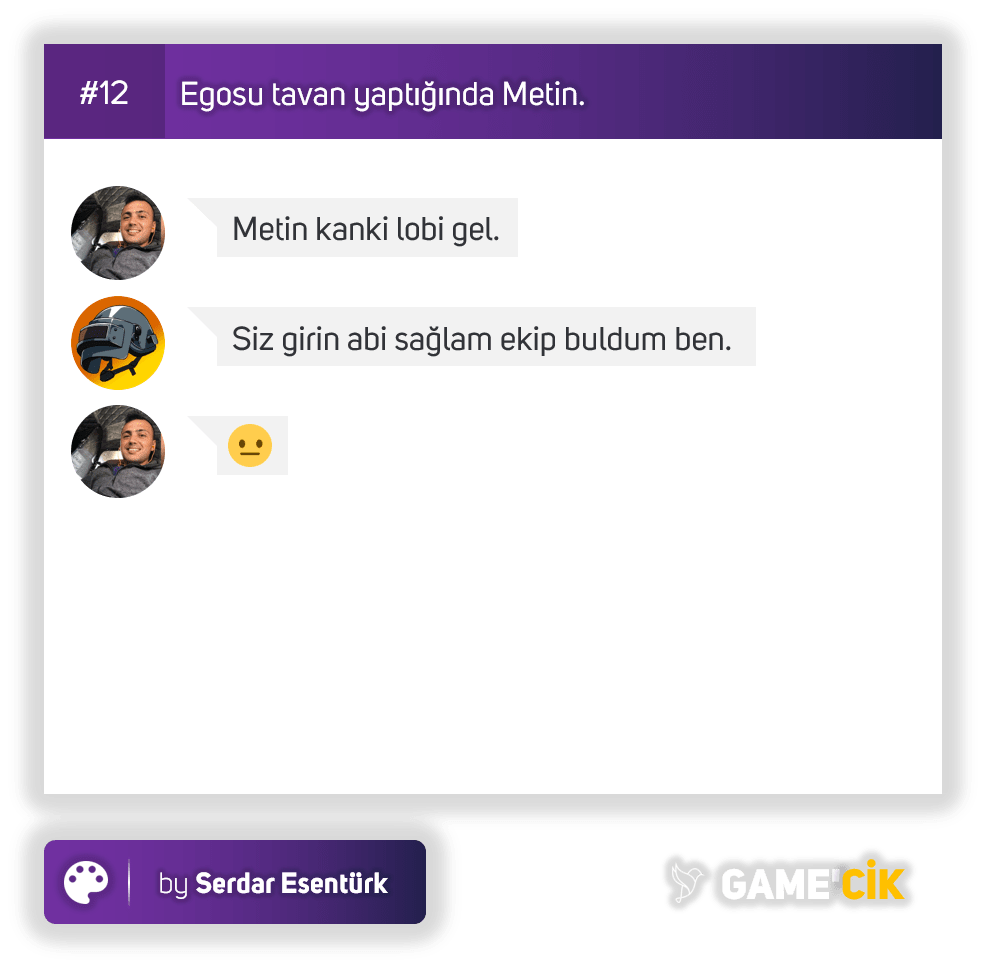 #12
Egosu tavan yaptığında Metin.
Metin kanki lobi gel.
Siz girin abi sağlam ekip buldum ben.
by Serdar Esentürk
GAME'CİK